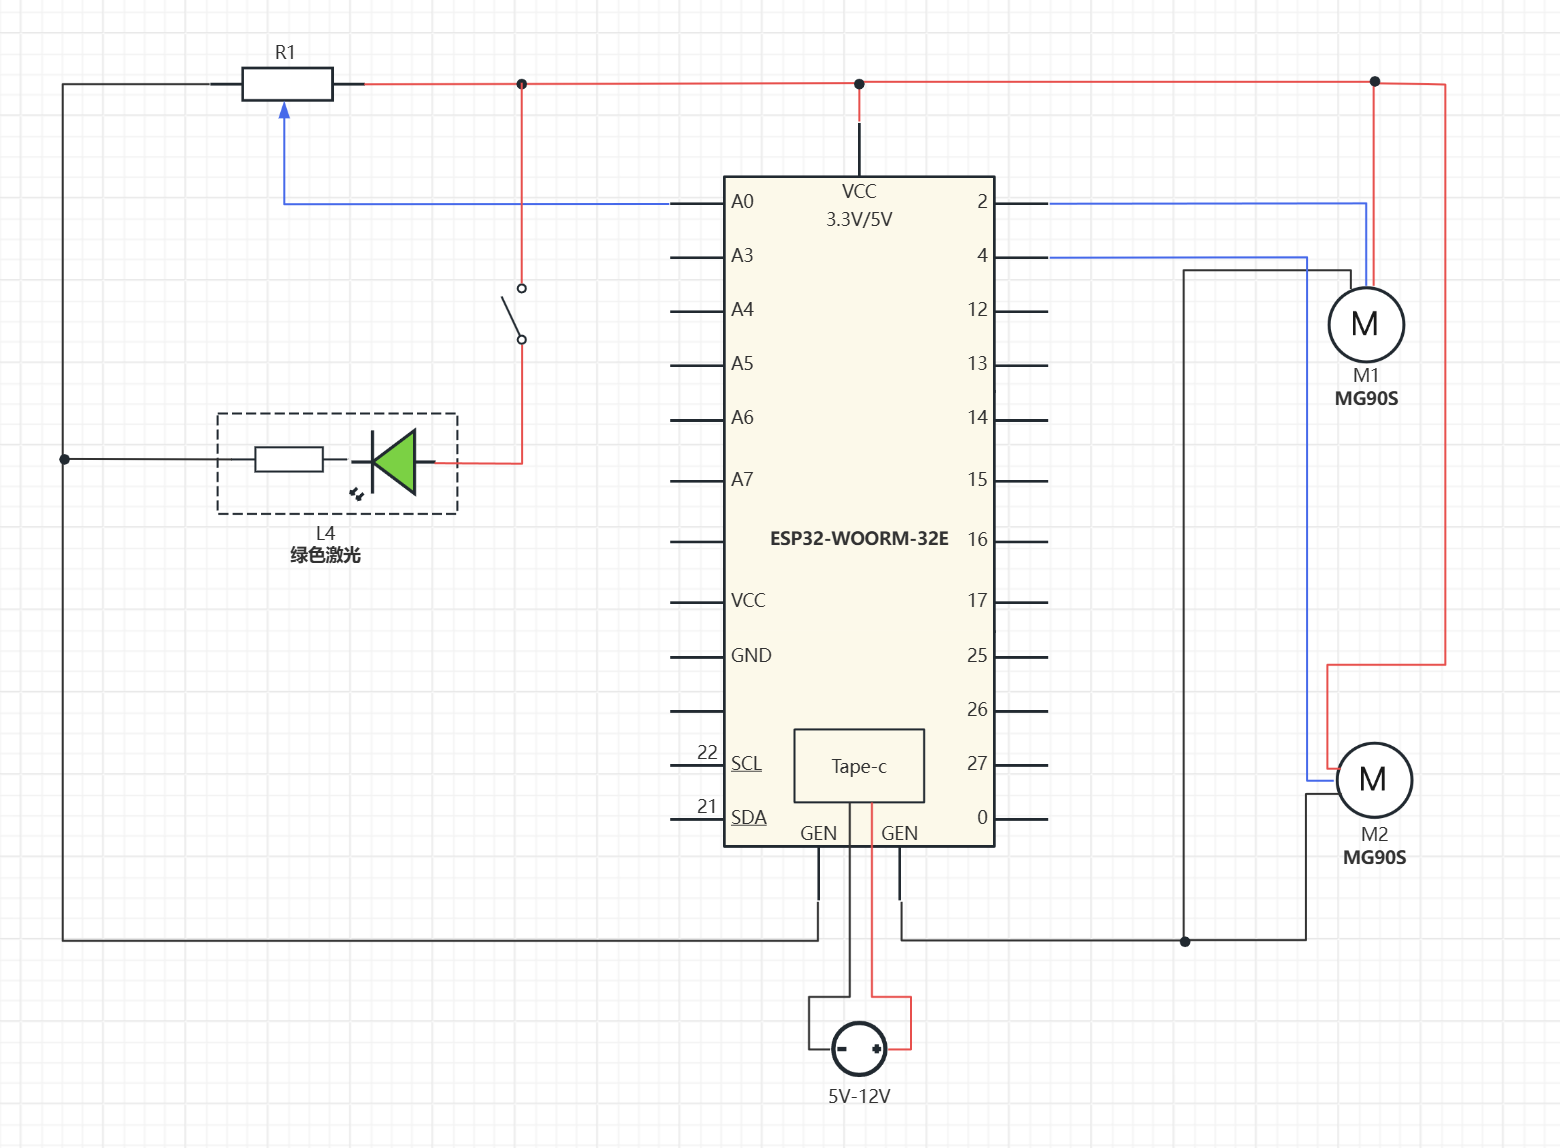 R1
VCC
3.3V/5V
A0
A3
A4
A5
A6
A7
VCC
GND
22
SCL
21
SDA
2
4
12
13
14
15
16
17
25
26
27
0
ESP32-WOORM-32E
Tape-c
GEN
GEN
L4
绿色激光
M
M1
MG90S
M
M2
MG90S
5V-12V